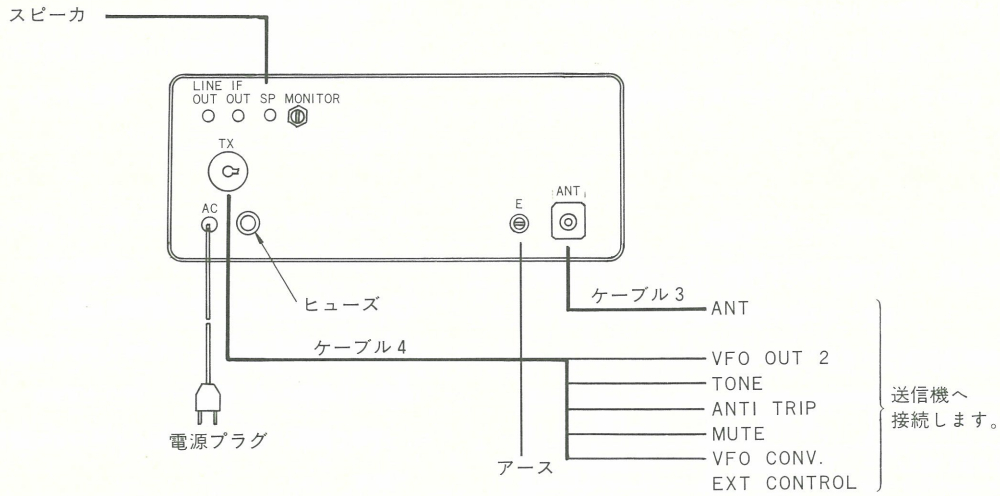 スピーカ
LINE OUT
IF OUT
SP
MONITOR
TX
AC
E
ANT
ヒューズ
ケーブル3
ANT
ケーブル4
VFO OUT 2
TONE
ANTI TRIP
MUTE
VFO CONV.
EXT CONTROL
送信機へ
接続します。
電源プラグ
アース